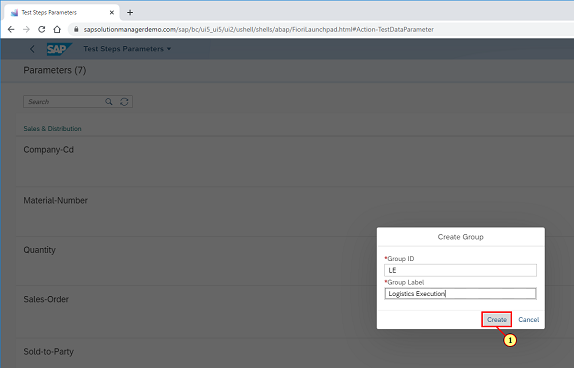 Test Steps Parameters
sapsolutionmanagerdemo.com/sap/bc/ui5_ui5/ui2/ushell/shells/abap/FioriLaunchpad.html#Action-TestDataParameter
SAP
Test Steps Parameters
Parameters (7)
Search
Sales & Distribution
Company-Cd
Material-Number
Quantity
Sales-Order
Sold-to-Party
Create Group
*Group ID
LE
*Group Label
Logistics Execution
Create Cancel
1